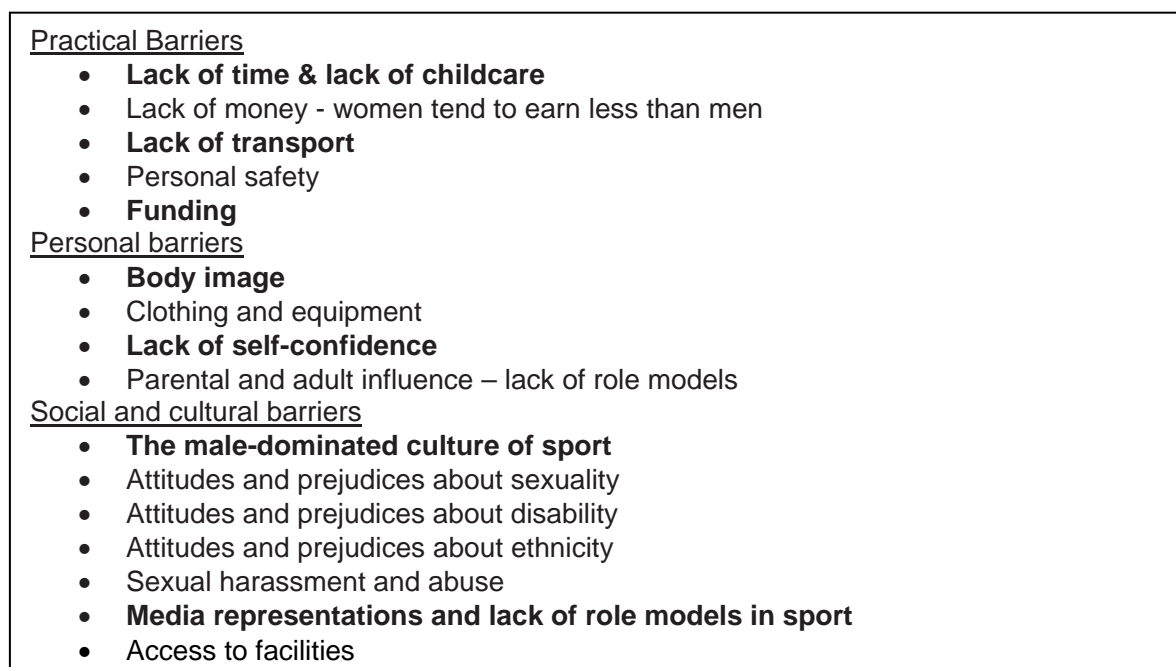 Practical Barriers
• Lack of time & lack of childcare
• Lack of money - women tend to earn less than men
• Lack of transport
• Personal safety
• Funding
Personal barriers
• Body image
• Clothing and equipment
• Lack of self-confidence
• Parental and adult influence – lack of role models
Social and cultural barriers
• The male-dominated culture of sport
• Attitudes and prejudices about sexuality
• Attitudes and prejudices about disability
• Attitudes and prejudices about ethnicity
• Sexual harassment and abuse
• Media representations and lack of role models in sport
• Access to facilities